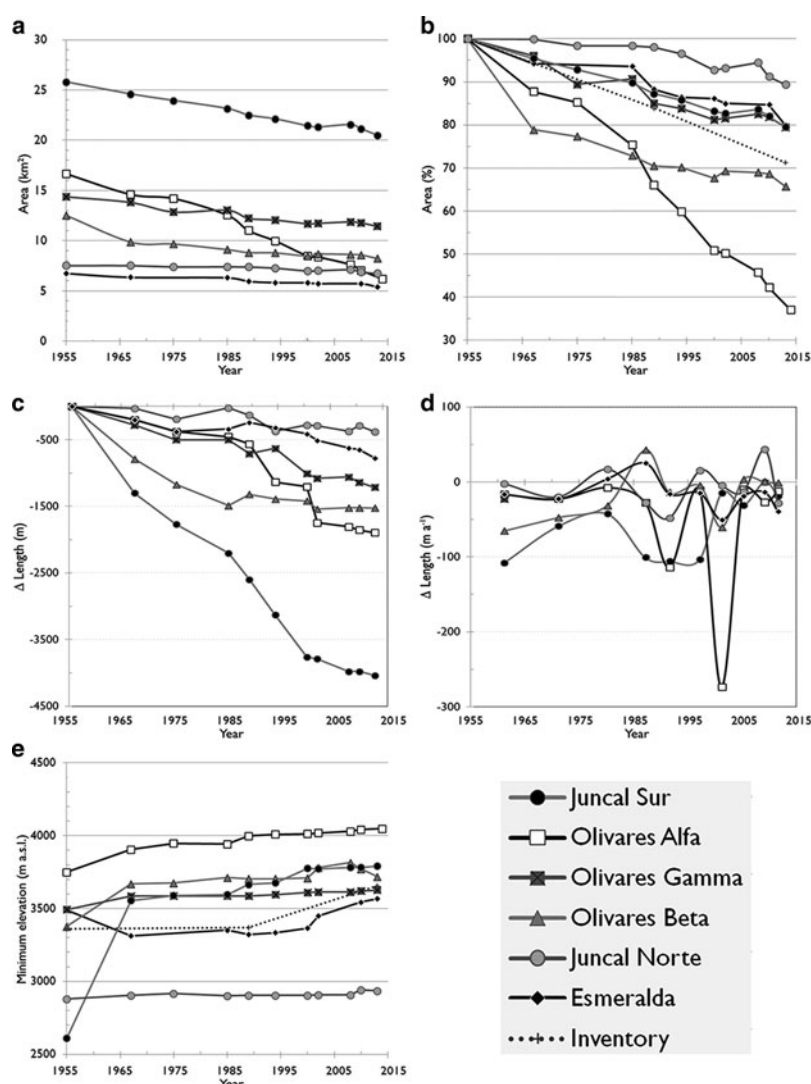 a
30
25
20
15
10
5
0
Area (km²)
1955 1965 1975 1985 1995 2005 2015
Year
b
100
90
80
70
60
50
40
30
Area (%)
1955 1965 1975 1985 1995 2005 2015
Year
c
-500
-1500
-2500
-3500
-4500
Δ Length (m)
1955 1965 1975 1985 1995 2005 2015
Year
d
100
0
-100
-200
-300
Δ Length (m a⁻¹)
1955 1965 1975 1985 1995 2005 2015
Year
e
4500
4000
3500
3000
2500
Minimum elevation (m a.s.l.)
1955 1965 1975 1985 1995 2005 2015
Year
Juncal Sur
Olivares Alfa
Olivares Gamma
Olivares Beta
Juncal Norte
Esmeralda
Inventory